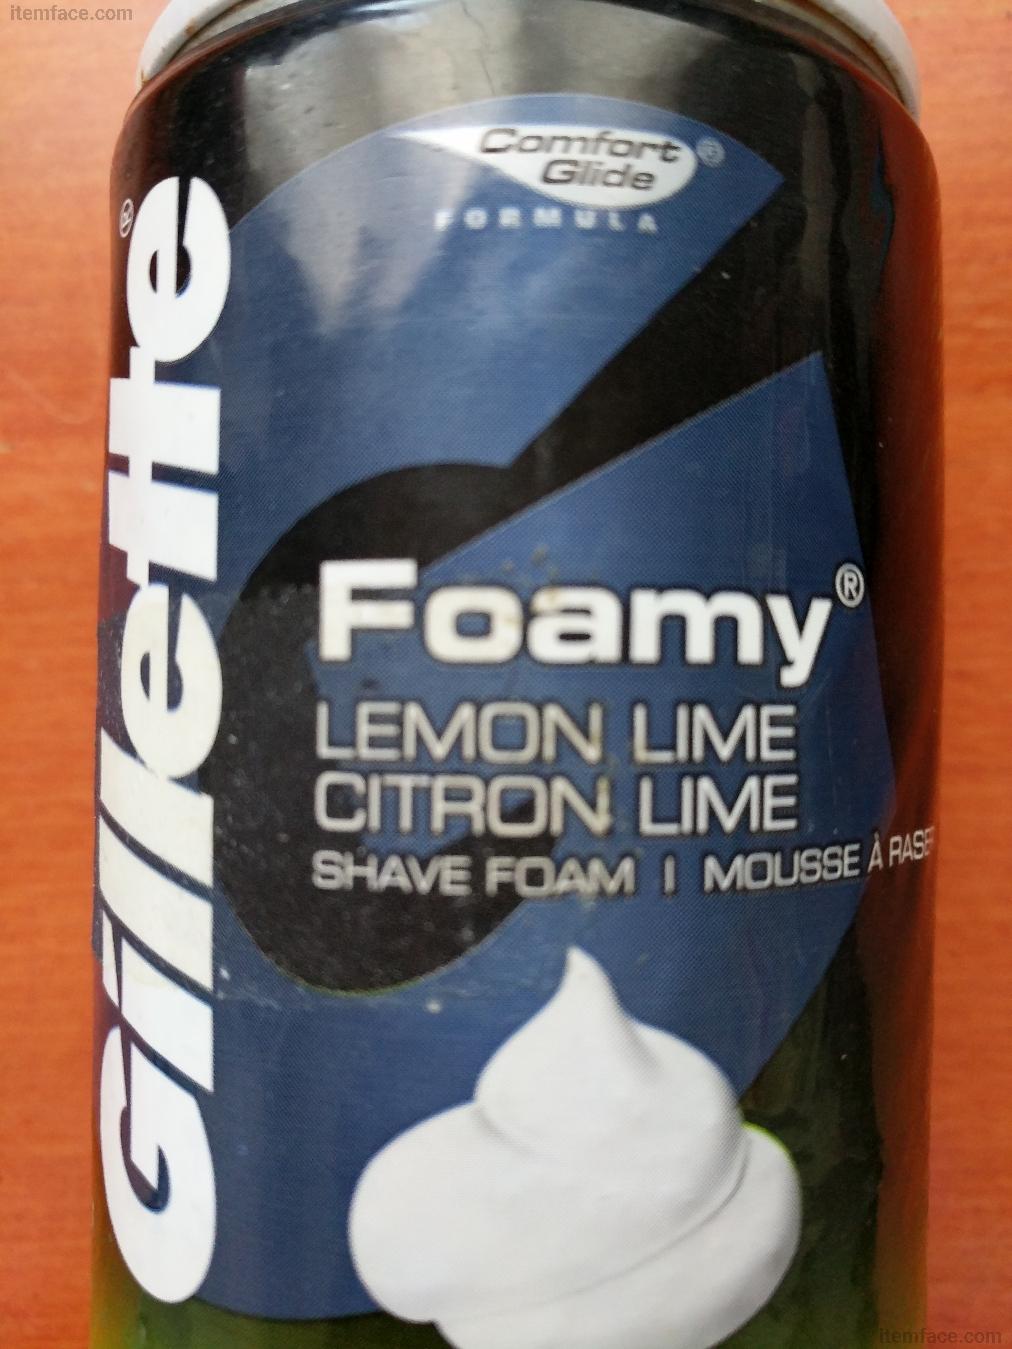 itemface.com
Comfort
Glide ®
FORMULA
Gillette®
Foamy®
LEMON LIME
CITRON LIME
SHAVE FOAM | MOUSSE À RASER
itemface.com